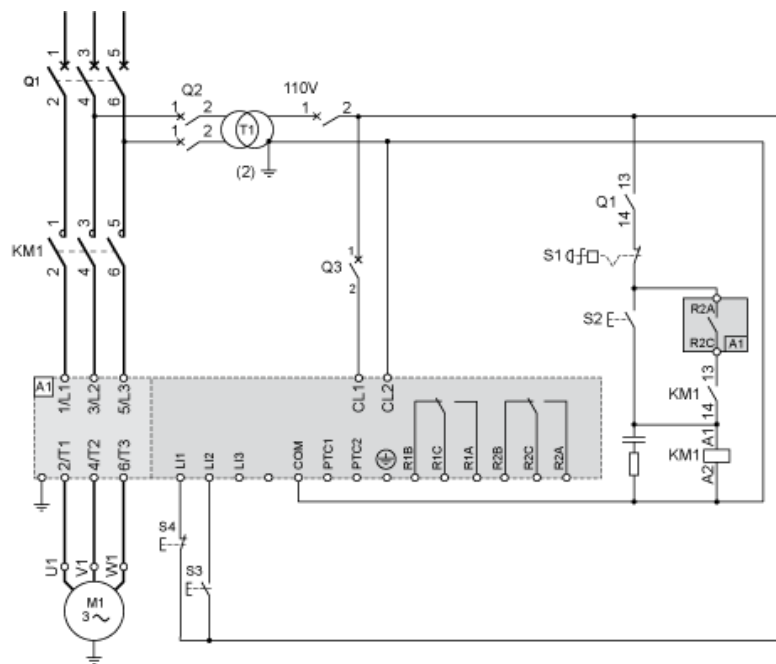 1 3 5
Q1
2 4 6
Q2
1 2
1 2
T1
(2)
110V
1 2
13
Q1
14
S1
1 3 5
KM1
2 4 6
1
Q3
2
S2
R2A
R2C
A1
13
KM1
14
A1
KM1
A2
A1
1/L1 3/L2 5/L3
CL1 CL2
2/T1 4/T2 6/T3
LI1 LI2 LI3 COM PTC1 PTC2 R1B R1C R1A R2B R2C R2A
S4
S3
U1 V1 W1
M1
3